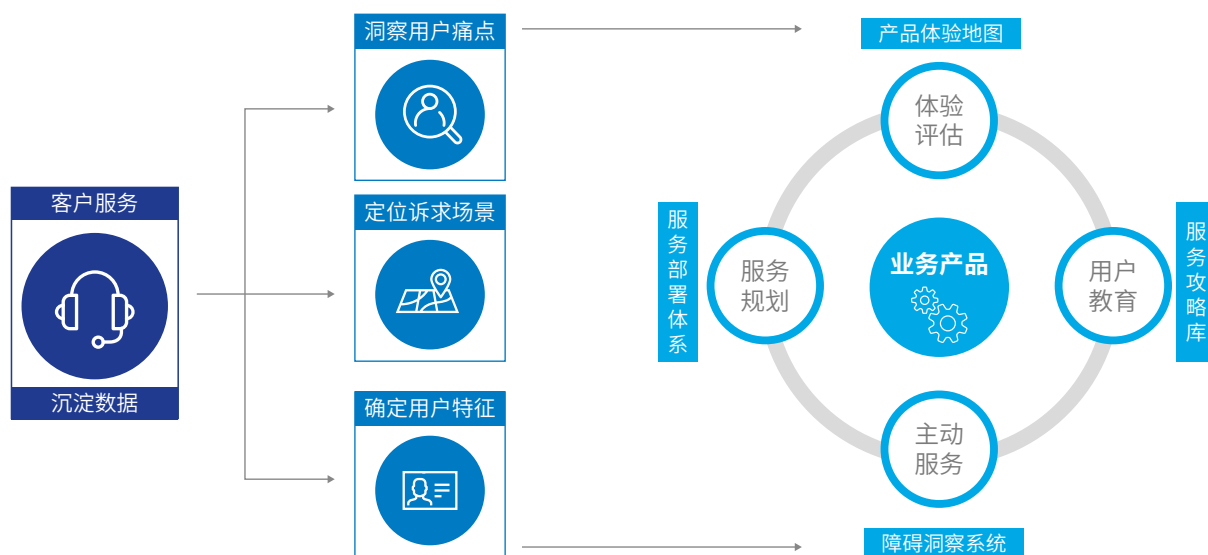 客户服务
沉淀数据
洞察用户痛点
定位诉求场景
确定用户特征
产品体验地图
体验
评估
服务部署体系
服务
规划
业务产品
用户
教育
服务攻略库
主动
服务
障碍洞察系统